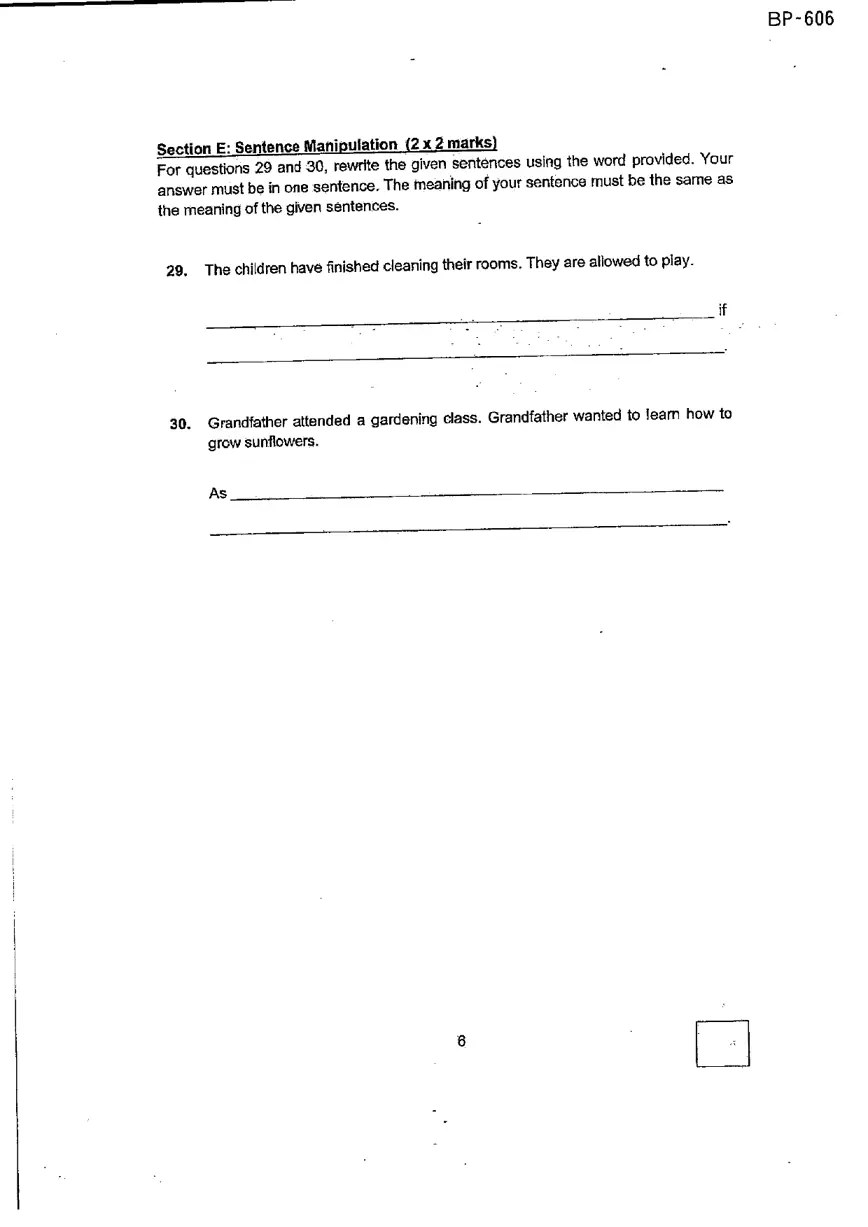 BP-606
Section E: Sentence Manipulation (2 x 2 marks)
For questions 29 and 30, rewrite the given sentences using the word provided. Your
answer must be in one sentence. The meaning of your sentence must be the same as
the meaning of the given sentences.
29. The children have finished cleaning their rooms. They are allowed to play.
if
.
30. Grandfather attended a gardening class. Grandfather wanted to learn how to
grow sunflowers.
As
.
6